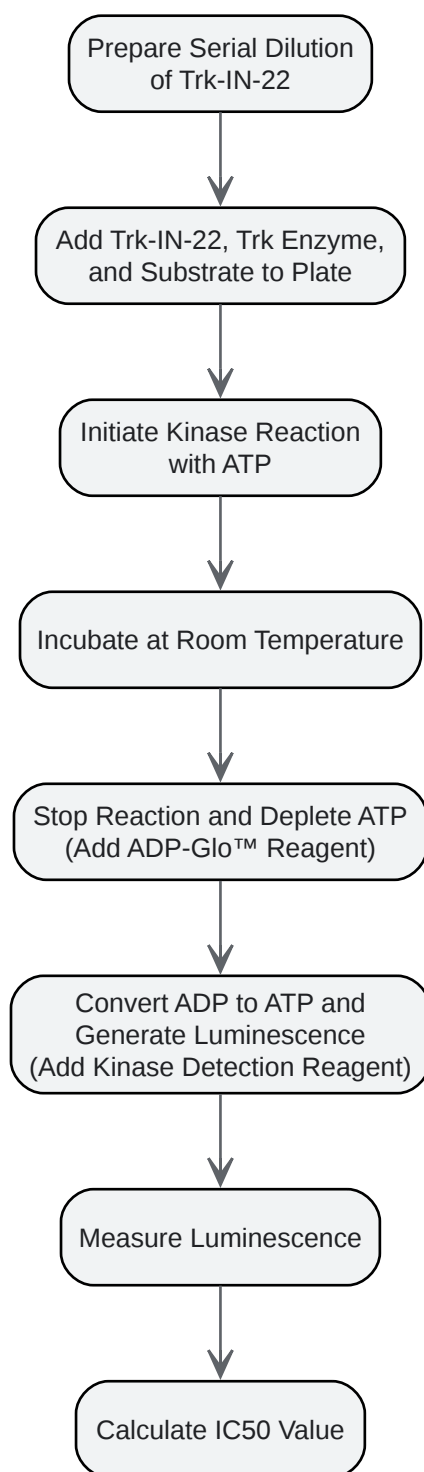 Prepare Serial Dilution
of Trk-IN-22
Add Trk-IN-22, Trk Enzyme,
and Substrate to Plate
Initiate Kinase Reaction
with ATP
Incubate at Room Temperature
Stop Reaction and Deplete ATP
(Add ADP-Glo™ Reagent)
Convert ADP to ATP and
Generate Luminescence
(Add Kinase Detection Reagent)
Measure Luminescence
Calculate IC50 Value